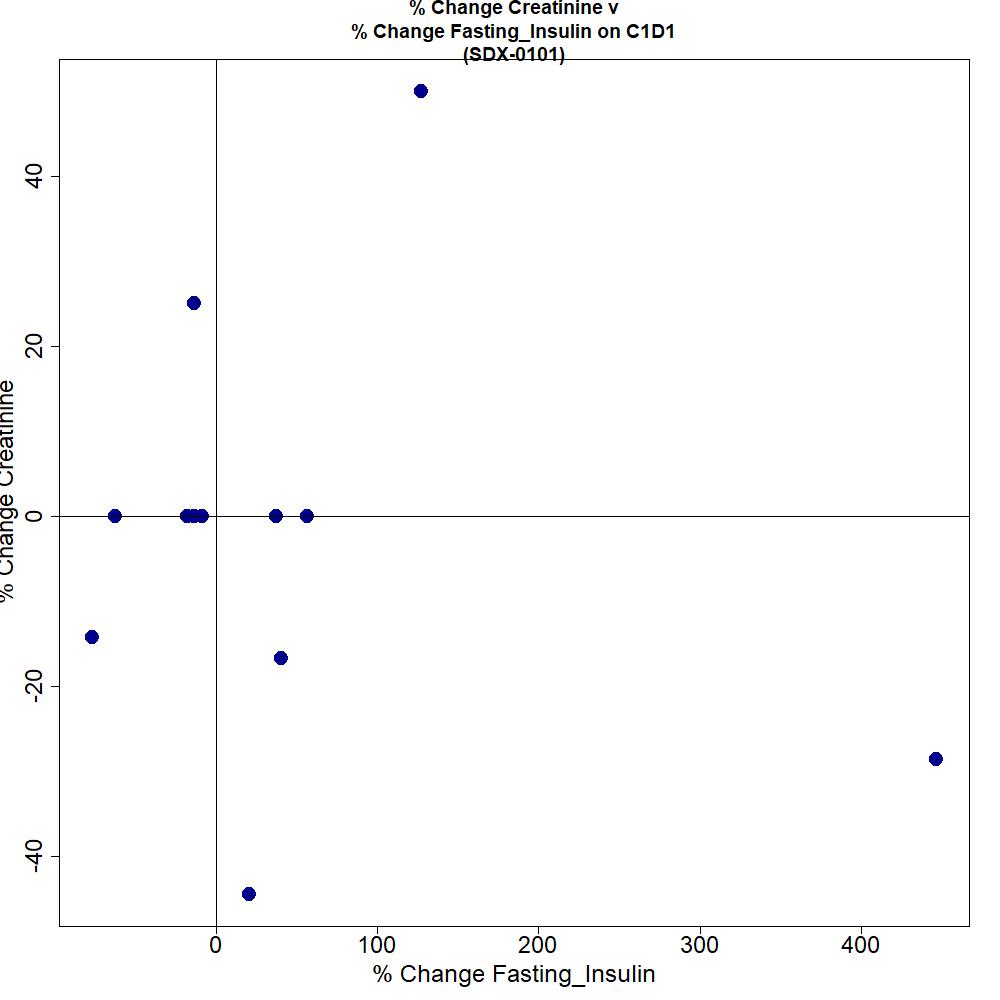 % Change Creatinine v
% Change Fasting_Insulin on C1D1
(SDX-0101)
% Change Creatinine
40
20
0
-20
-40
0
100
200
300
400
% Change Fasting_Insulin